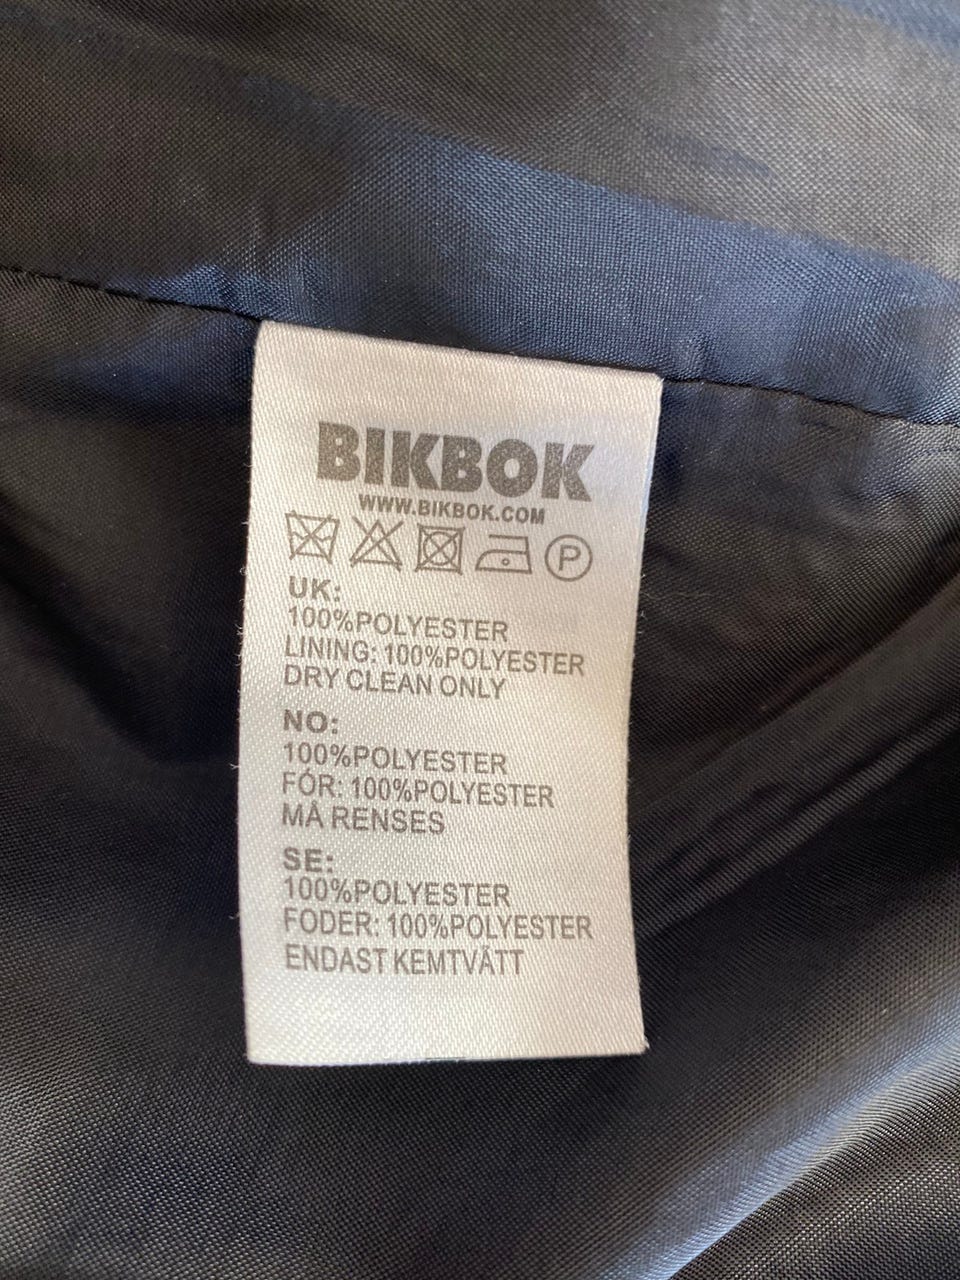 BIKBOK
WWW.BIKBOK.COM
P
UK:
100%POLYESTER
LINING: 100%POLYESTER
DRY CLEAN ONLY
NO:
100%POLYESTER
FÓR: 100%POLYESTER
MÅ RENSES
SE:
100%POLYESTER
FODER: 100%POLYESTER
ENDAST KEMTVÄTT